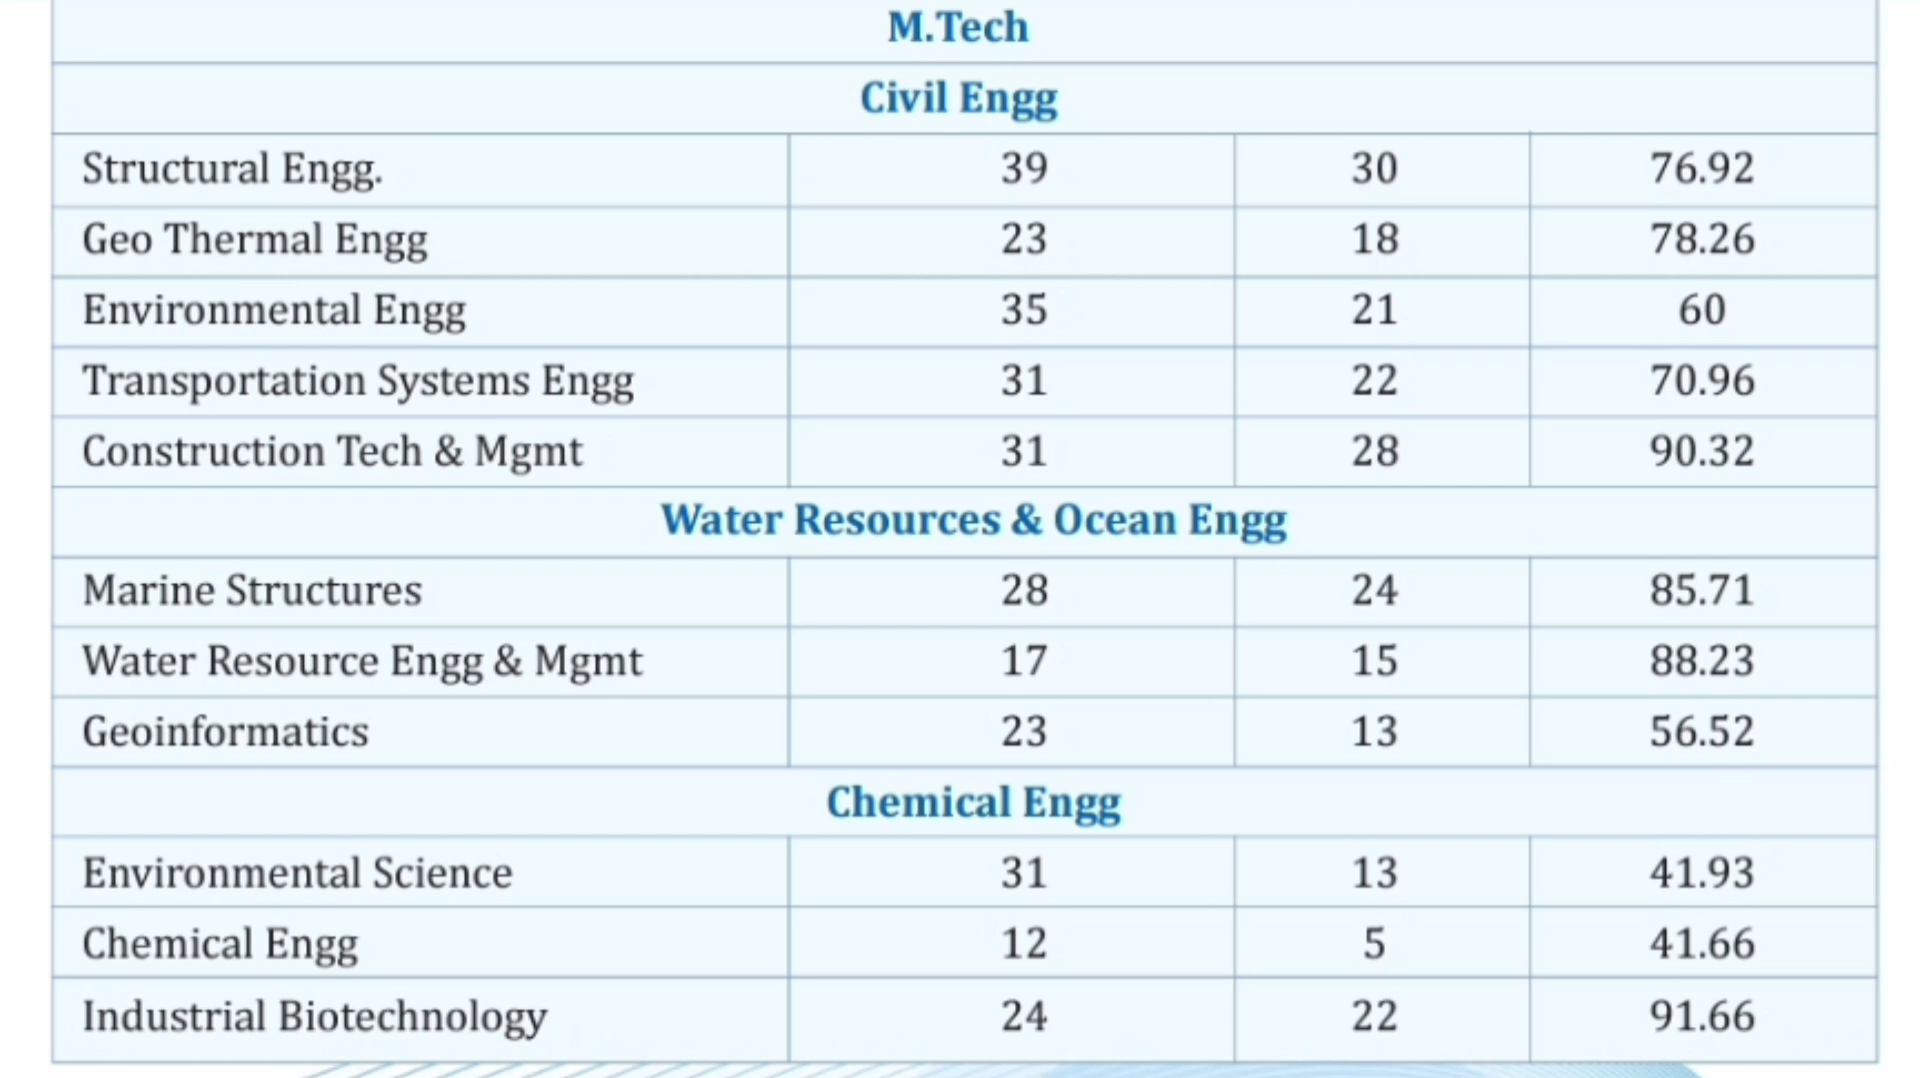 M.Tech
Civil Engg
Structural Engg. 39 30 76.92
Geo Thermal Engg 23 18 78.26
Environmental Engg 35 21 60
Transportation Systems Engg 31 22 70.96
Construction Tech & Mgmt 31 28 90.32
Water Resources & Ocean Engg
Marine Structures 28 24 85.71
Water Resource Engg & Mgmt 17 15 88.23
Geoinformatics 23 13 56.52
Chemical Engg
Environmental Science 31 13 41.93
Chemical Engg 12 5 41.66
Industrial Biotechnology 24 22 91.66